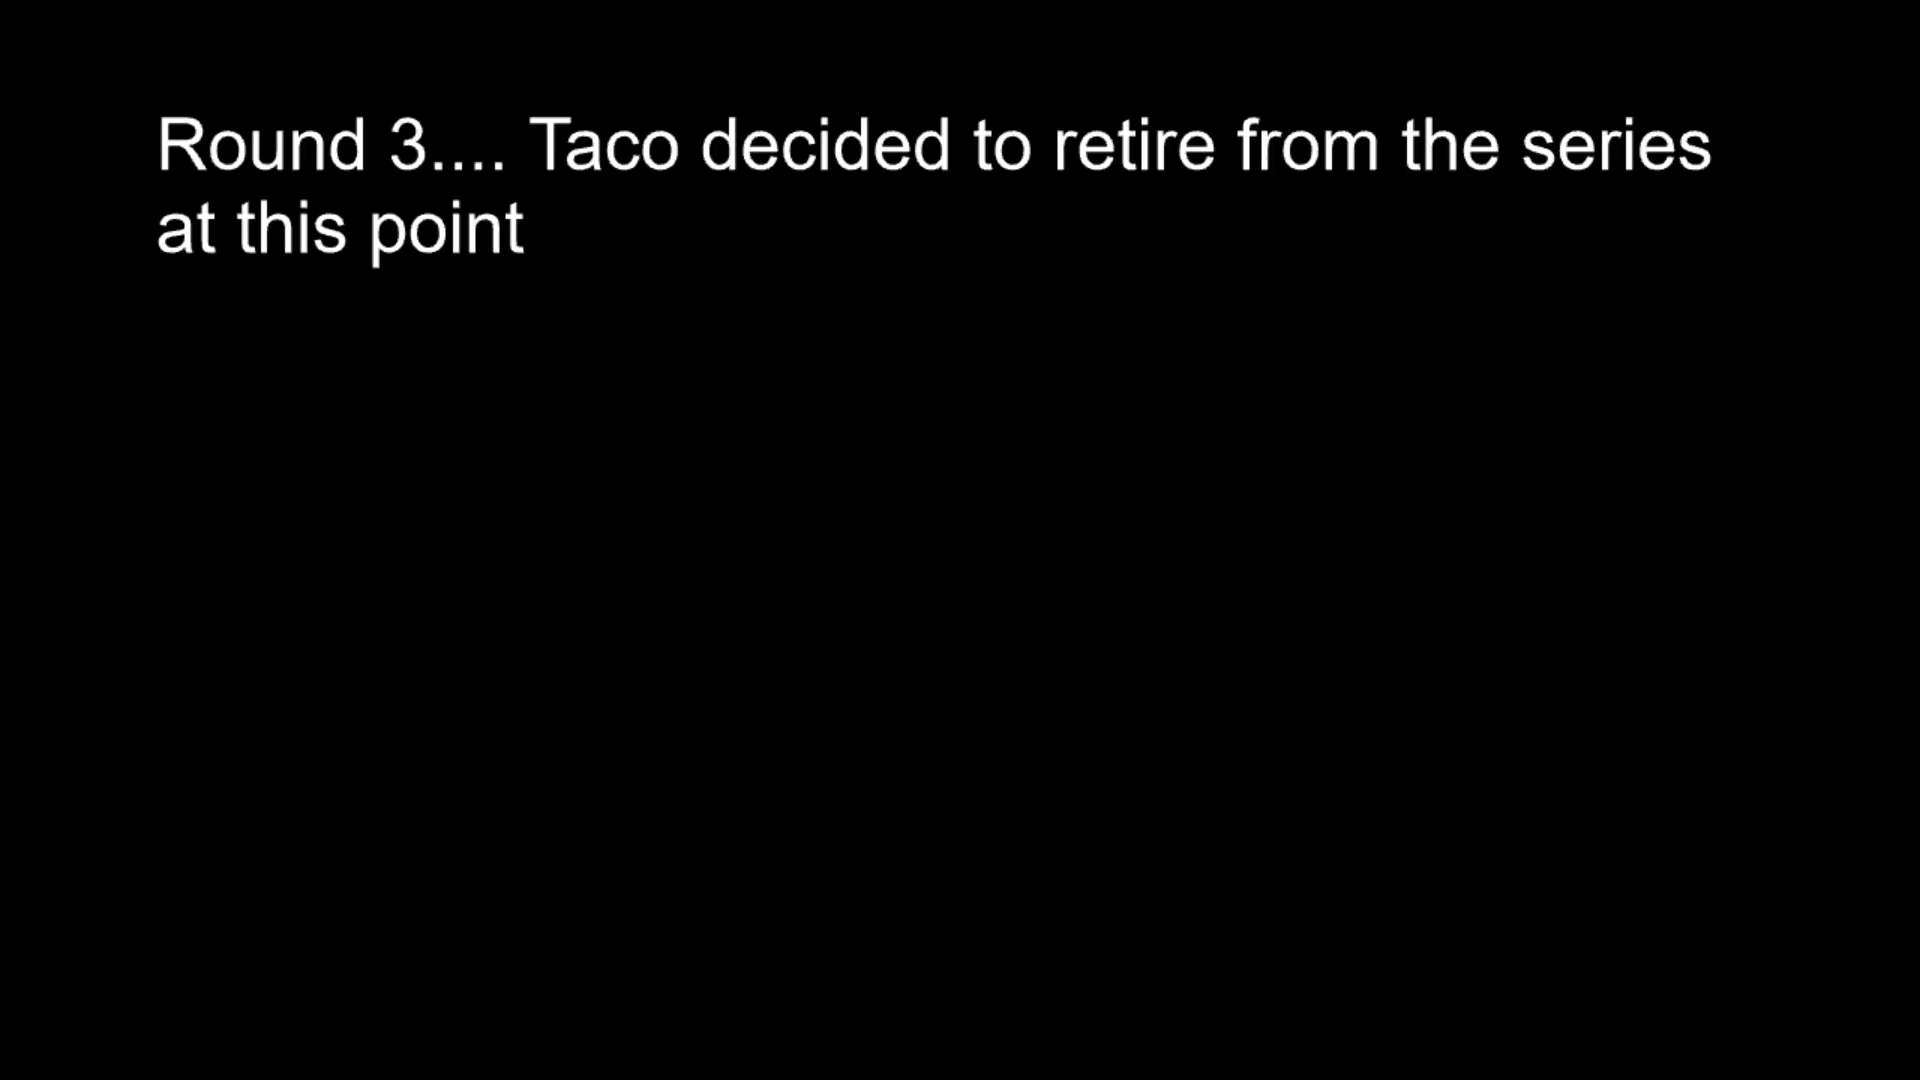 Round 3.... Taco decided to retire from the series
at this point